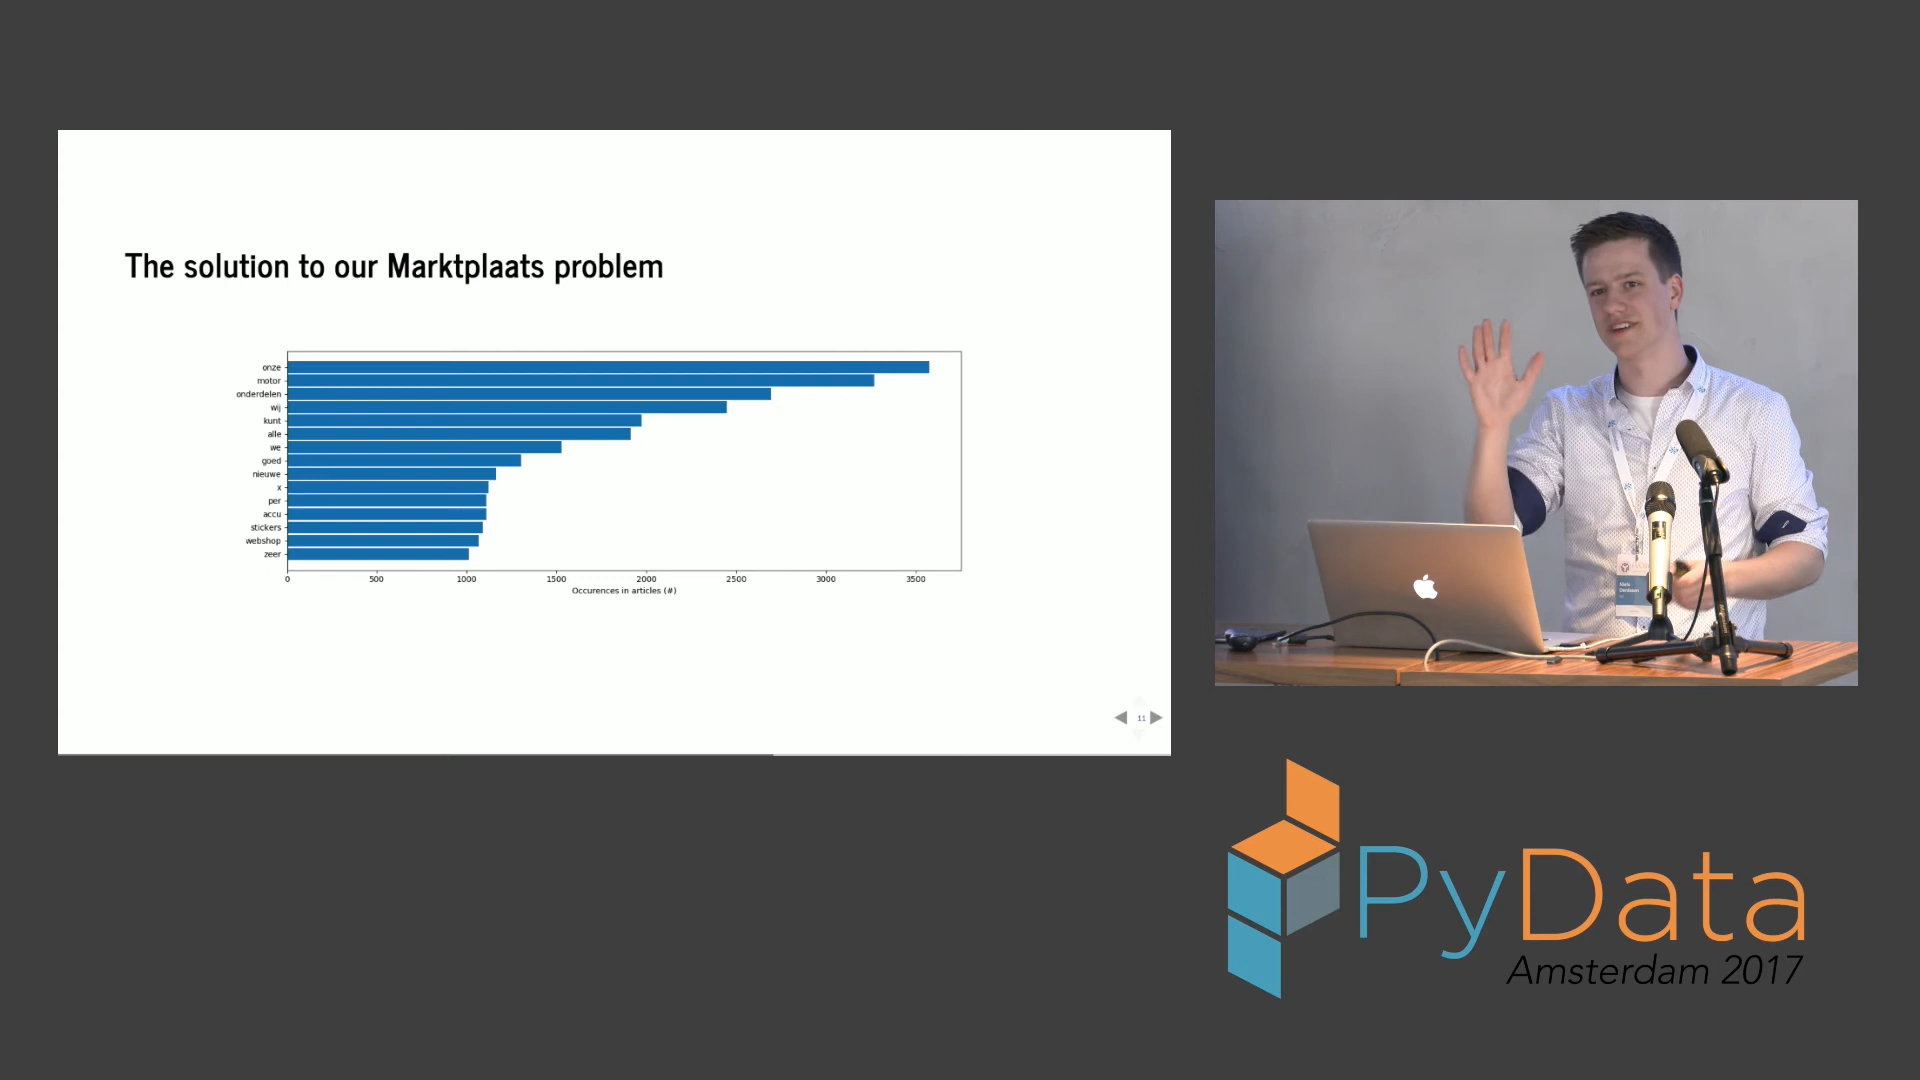 The solution to our Marktplaats problem
onze
motor
onderdelen
wij
kunt
alle
we
goed
nieuwe
x
per
accu
stickers
webshop
zeer
0 500 1000 1500 2000 2500 3000 3500
Occurences in articles (#)
11
Niels
PyData
Amsterdam 2017